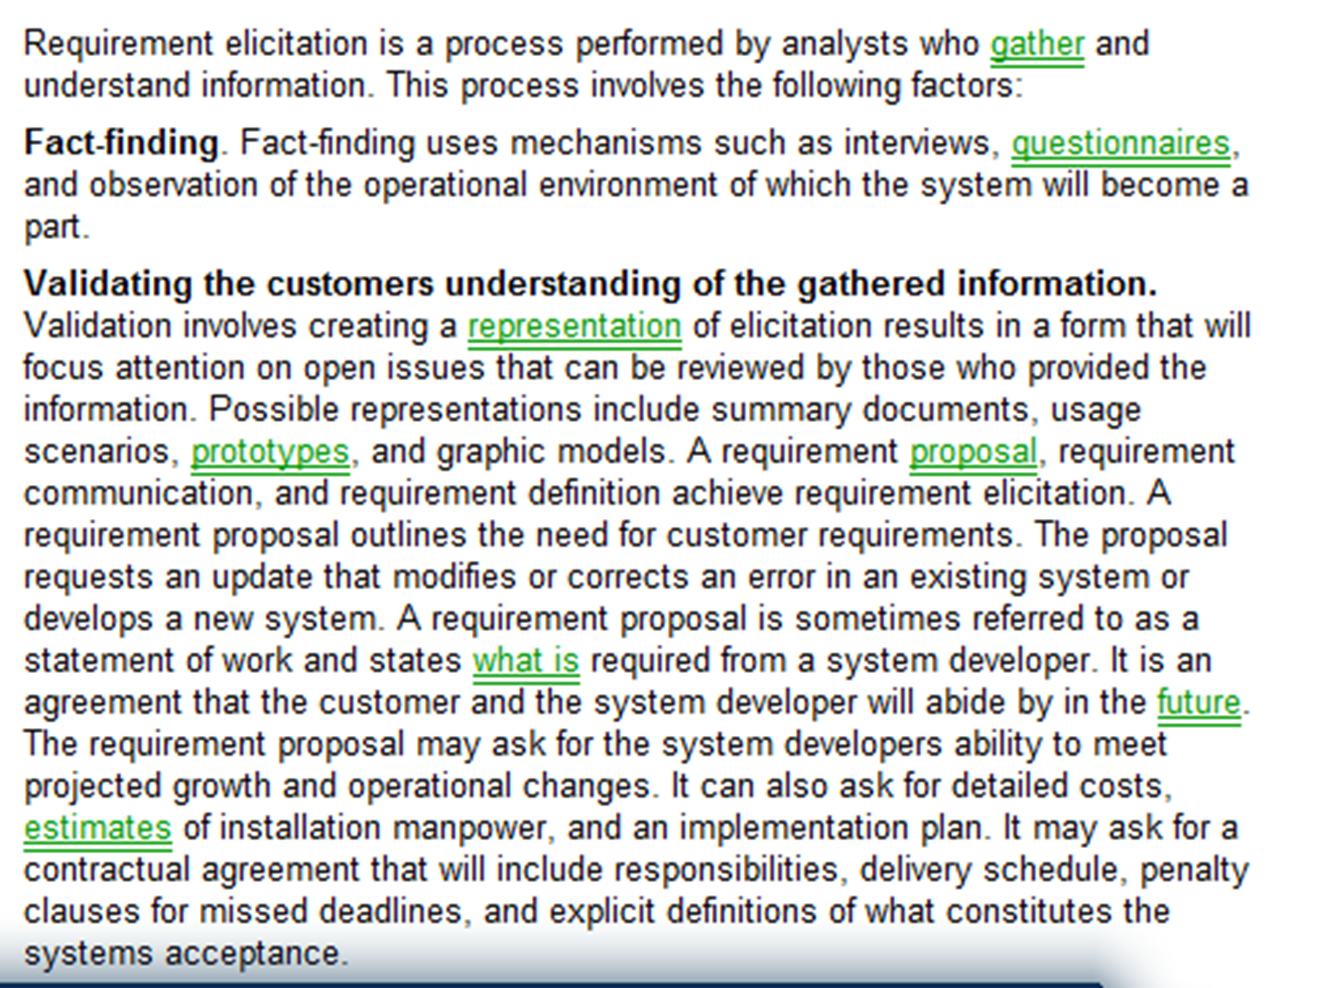 Requirement elicitation is a process performed by analysts who gather and
understand information. This process involves the following factors:
Fact-finding. Fact-finding uses mechanisms such as interviews, questionnaires,
and observation of the operational environment of which the system will become a
part.
Validating the customers understanding of the gathered information.
Validation involves creating a representation of elicitation results in a form that will
focus attention on open issues that can be reviewed by those who provided the
information. Possible representations include summary documents, usage
scenarios, prototypes, and graphic models. A requirement proposal, requirement
communication, and requirement definition achieve requirement elicitation. A
requirement proposal outlines the need for customer requirements. The proposal
requests an update that modifies or corrects an error in an existing system or
develops a new system. A requirement proposal is sometimes referred to as a
statement of work and states what is required from a system developer. It is an
agreement that the customer and the system developer will abide by in the future.
The requirement proposal may ask for the system developers ability to meet
projected growth and operational changes. It can also ask for detailed costs,
estimates of installation manpower, and an implementation plan. It may ask for a
contractual agreement that will include responsibilities, delivery schedule, penalty
clauses for missed deadlines, and explicit definitions of what constitutes the
systems acceptance.